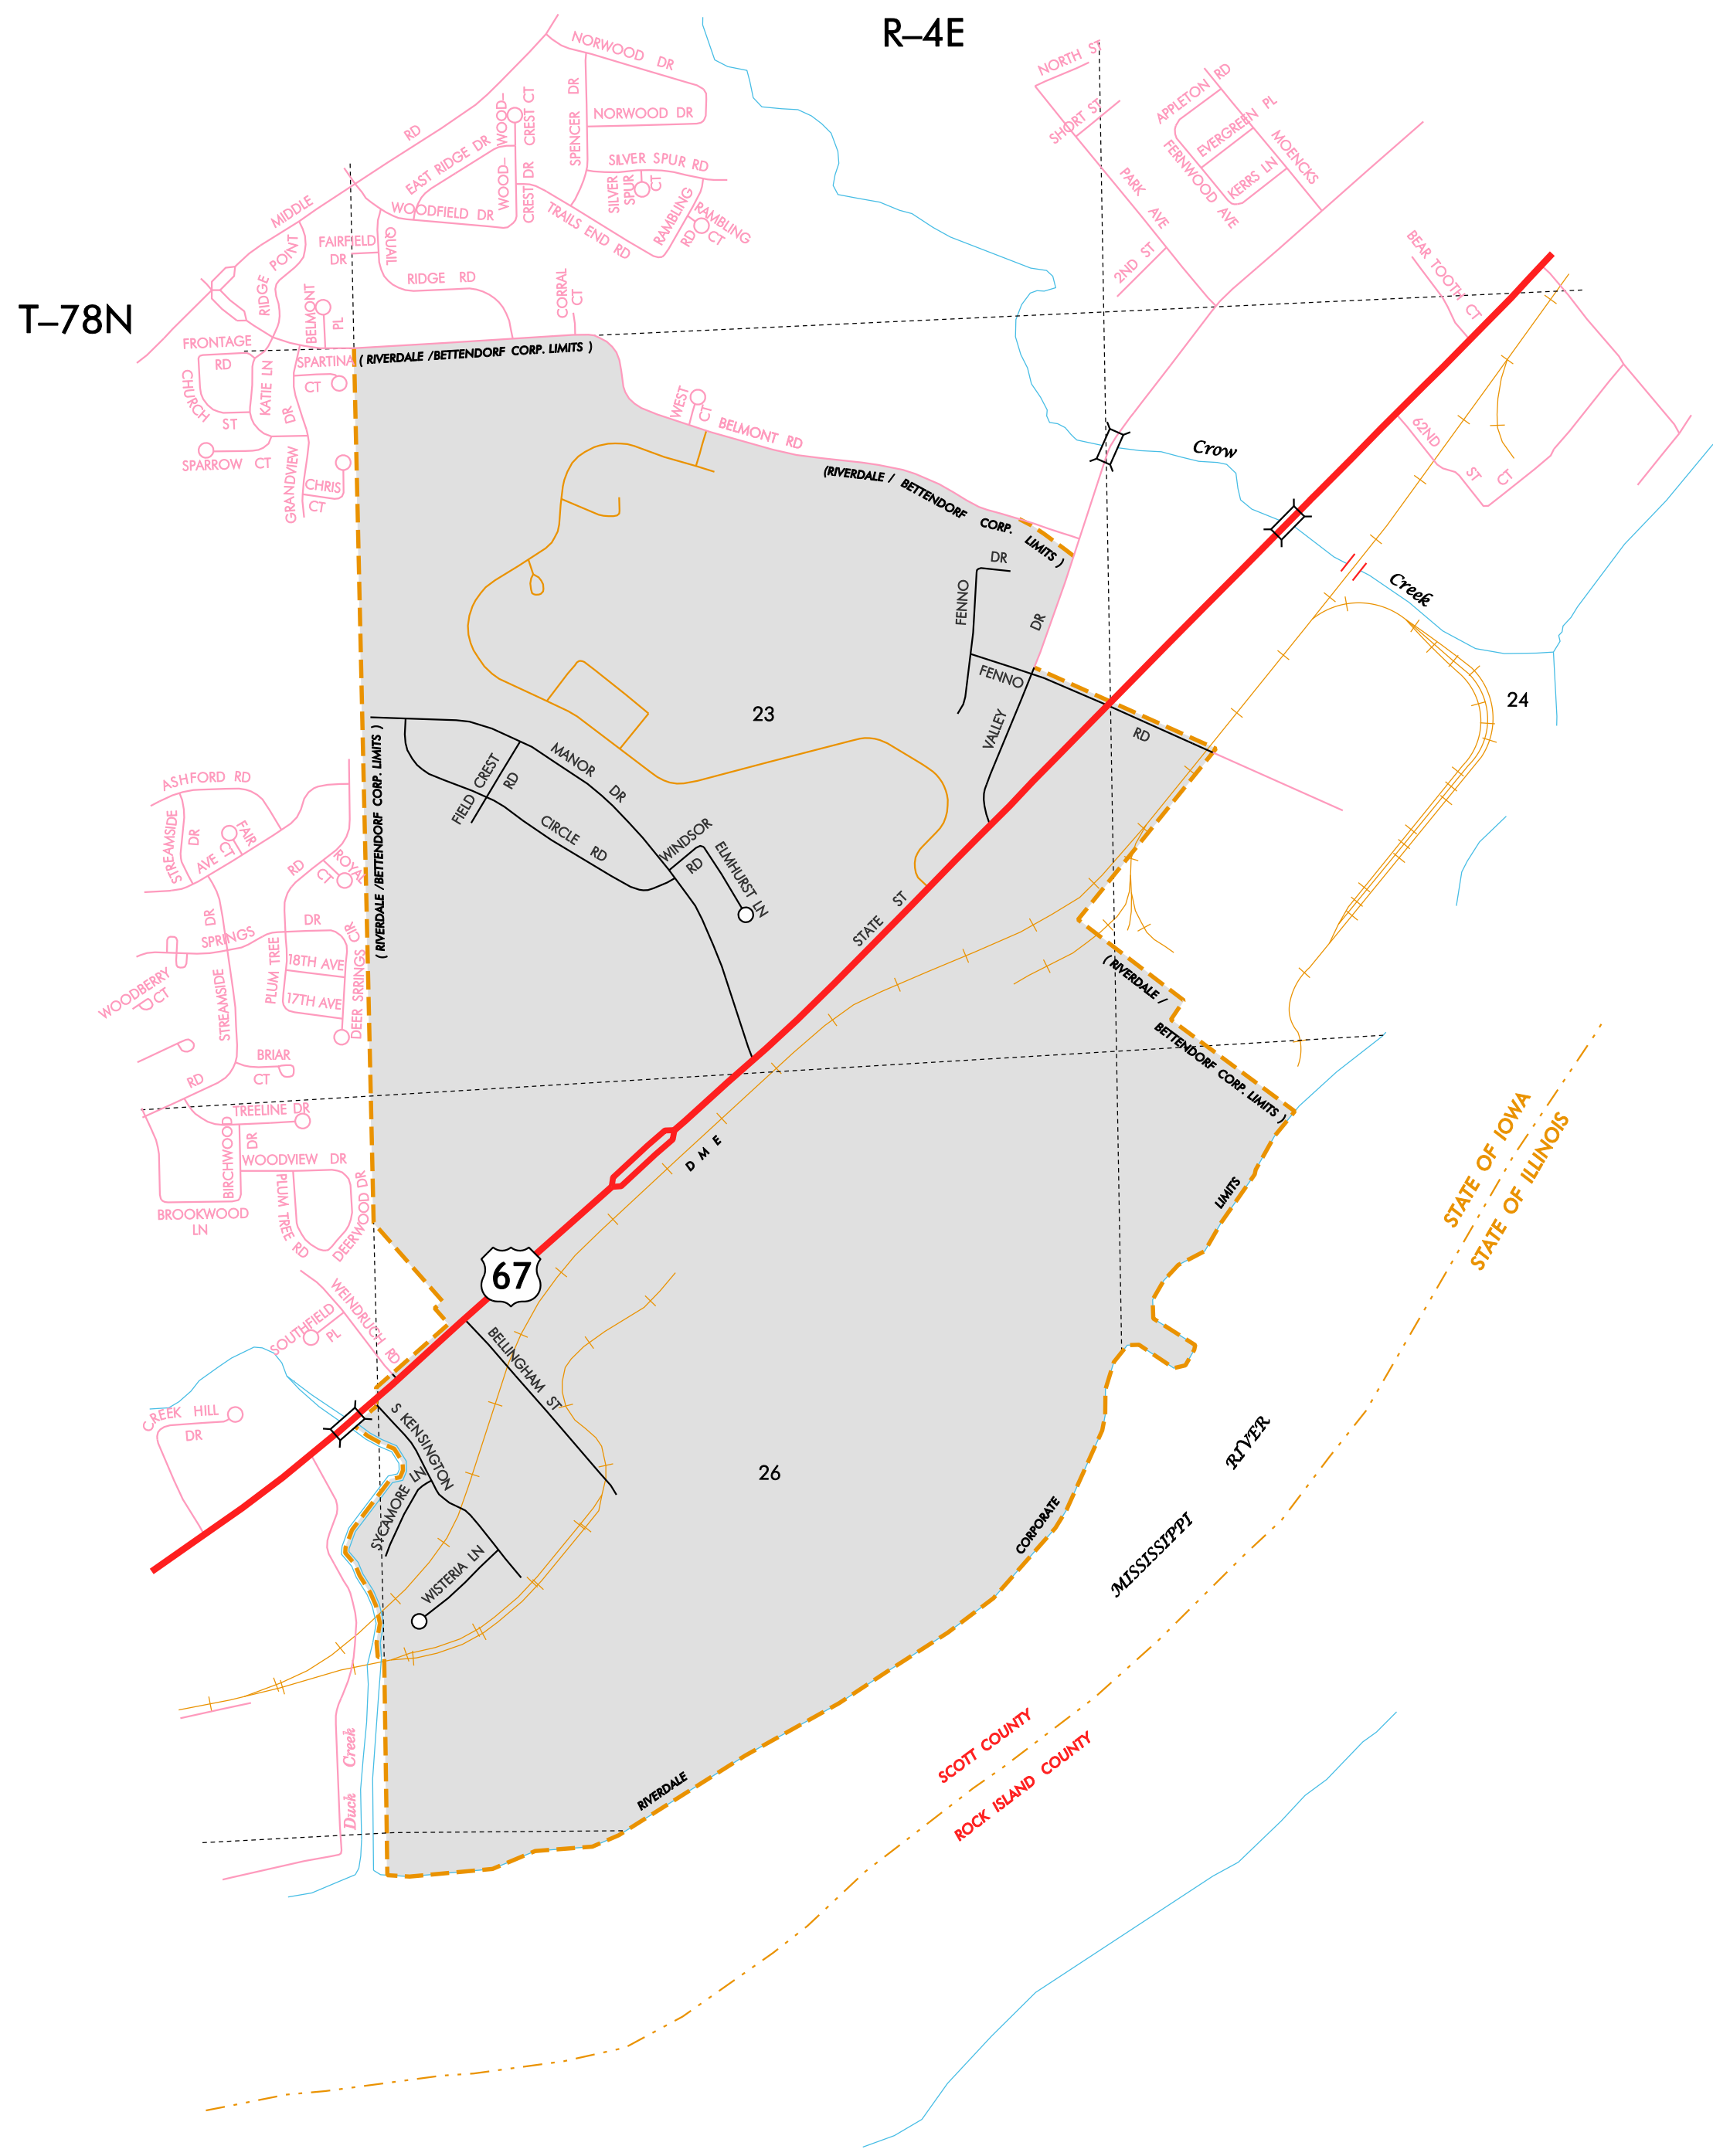 R–4E
T–78N
NORWOOD DR
NORWOOD DR
SPENCER DR
WOOD–
CREST CT
WOOD–
CREST DR
EAST RIDGE DR
WOODFIELD DR
SILVER SPUR RD
SILVER
SPUR
CT
RAMBLING
RD
RAMBLING
CT
TRAILS END RD
MIDDLE RD
RIDGE POINT
FAIRFIELD
DR
QUAIL
RIDGE RD
CORRAL
CT
BELMONT
PL
FRONTAGE
RD
CHURCH
ST
KATIE LN
SPARTINA
CT
GRANDVIEW DR
SPARROW CT
CHRIS
CT
WEST
CT
BELMONT RD
NORTH ST
SHORT ST
PARK AVE
2ND ST
APPLETON RD
EVERGREEN PL
FERNWOOD AVE
KERRS LN
MOENCKS
BEAR TOOTH CT
62ND
ST
CT
Crow
Creek
( RIVERDALE /BETTENDORF CORP. LIMITS )
(RIVERDALE / BETTENDORF CORP. LIMITS )
FENNO DR
FENNO RD
VALLEY DR
23
24
( RIVERDALE /BETTENDORF CORP. LIMITS )
MANOR DR
FIELD CREST
RD
CIRCLE RD
WINDSOR
RD
ELMHURST LN
STATE ST
ASHFORD RD
STREAMSIDE
DR
AVE
FAIR
CT
ROYAL
CT
RD
DR
SPRINGS
DR
CIR
PLUM TREE
18TH AVE
17TH AVE
DEER SRRINGS
WOODBERRY
CT
STREAMSIDE
RD
BRIAR
CT
TREELINE DR
BIRCHWOOD
DR
WOODVIEW DR
PLUM TREE RD
DEERWOOD DR
BROOKWOOD
LN
( RIVERDALE /
BETTENDORF CORP. LIMITS )
D M E
67
WEINDRUCH RD
SOUTHFIELD
PL
CREEK HILL
DR
BELLINGHAM ST
S KENSINGTON
SYCAMORE LN
WISTERIA LN
26
Duck Creek
RIVERDALE
CORPORATE
LIMITS
MISSISSIPPI
RIVER
STATE OF IOWA
STATE OF ILLINOIS
SCOTT COUNTY
ROCK ISLAND COUNTY